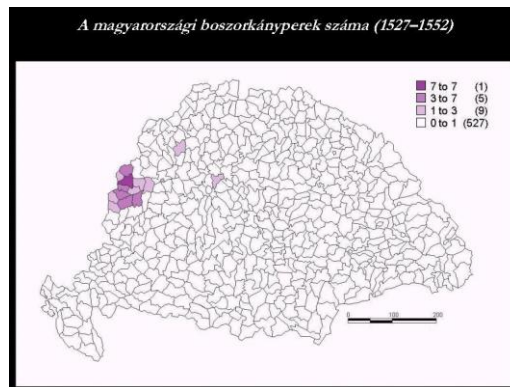 A magyarországi boszorkányperek száma (1527–1552)
7 to 7 (1)
3 to 7 (5)
1 to 3 (9)
0 to 1 (527)
0 100 200